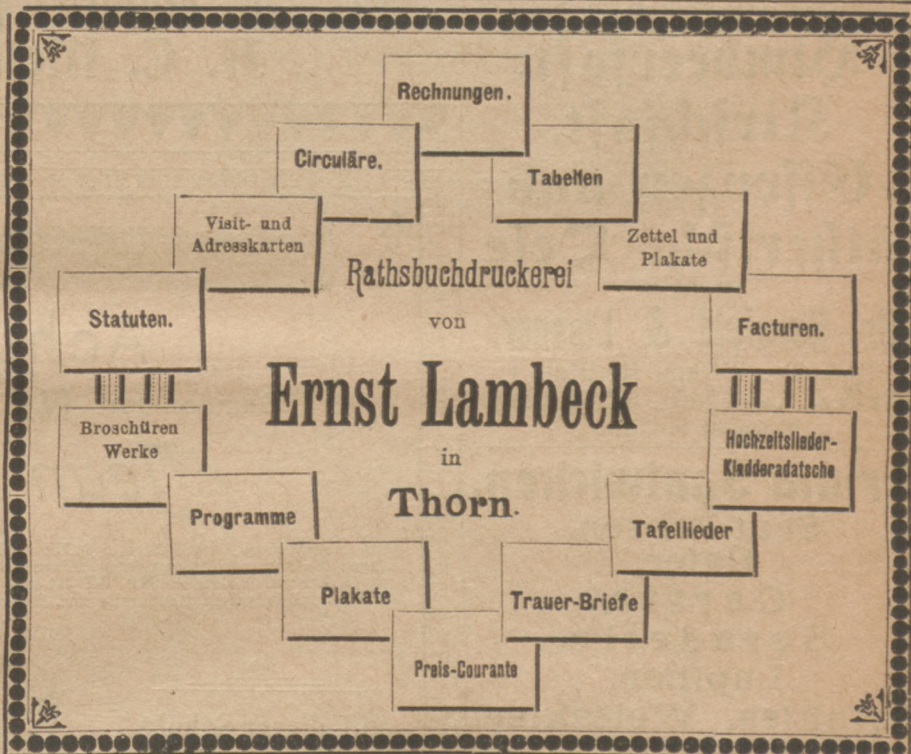 Rechnungen.
Circuläre.
Tabellen
Visit- und
Adresskarten
Zettel und
Plakate
Statuten.
Facturen.
Rathsbuchdruckerei
von
Ernst Lambeck
in
Thorn.
Broschüren
Werke
Hochzeitslieder-
Kladderadatsche
Programme
Tafellieder
Plakate
Trauer-Briefe
Preis-Courante